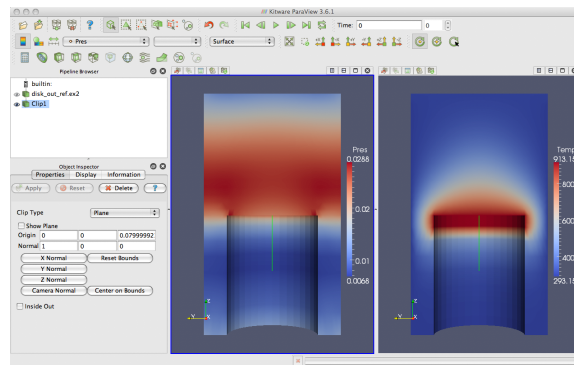 Kitware ParaView 3.6.1
Time: 0
0
Pres
Surface
Pipeline Browser
builtin:
disk_out_ref.ex2
Clip1
Object Inspector
Properties Display Information
Apply Reset Delete ?
Clip Type Plane
Show Plane
Origin 0 0 0.07999992
Normal 1 0 0
X Normal Reset Bounds
Y Normal
Z Normal
Camera Normal Center on Bounds
Inside Out
Pres
0.0288
0.02
0.01
0.0068
Z
Y X
Temp
913.15
800
600
400
293.15
Z
Y X